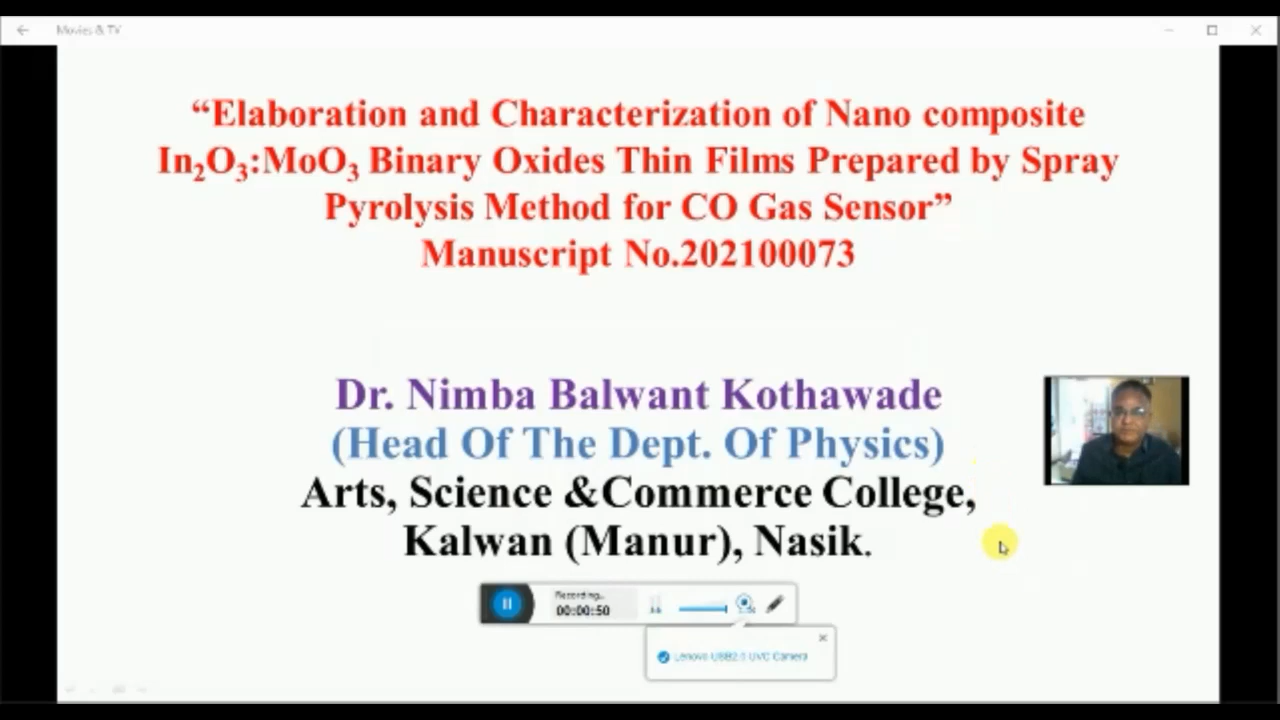 Movies & TV
“Elaboration and Characterization of Nano composite
In₂O₃:MoO₃ Binary Oxides Thin Films Prepared by Spray
Pyrolysis Method for CO Gas Sensor”
Manuscript No.202100073
Dr. Nimba Balwant Kothawade
(Head Of The Dept. Of Physics)
Arts, Science &Commerce College,
Kalwan (Manur), Nasik.
Recording...
00:00:50
Lenovo USB2.0 UVC Camera